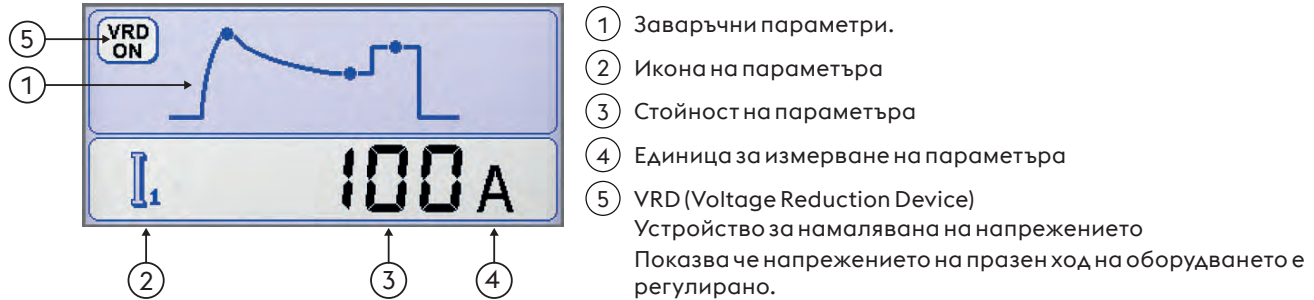 5
VRD
ON
1
I1
100 A
2
3
4
1 Заваръчни параметри.
2 Икона на параметъра
3 Стойност на параметъра
4 Единица за измерване на параметъра
5 VRD (Voltage Reduction Device)
Устройство за намалявана на напрежението
Показва че напрежението на празен ход на оборудването е
регулирано.